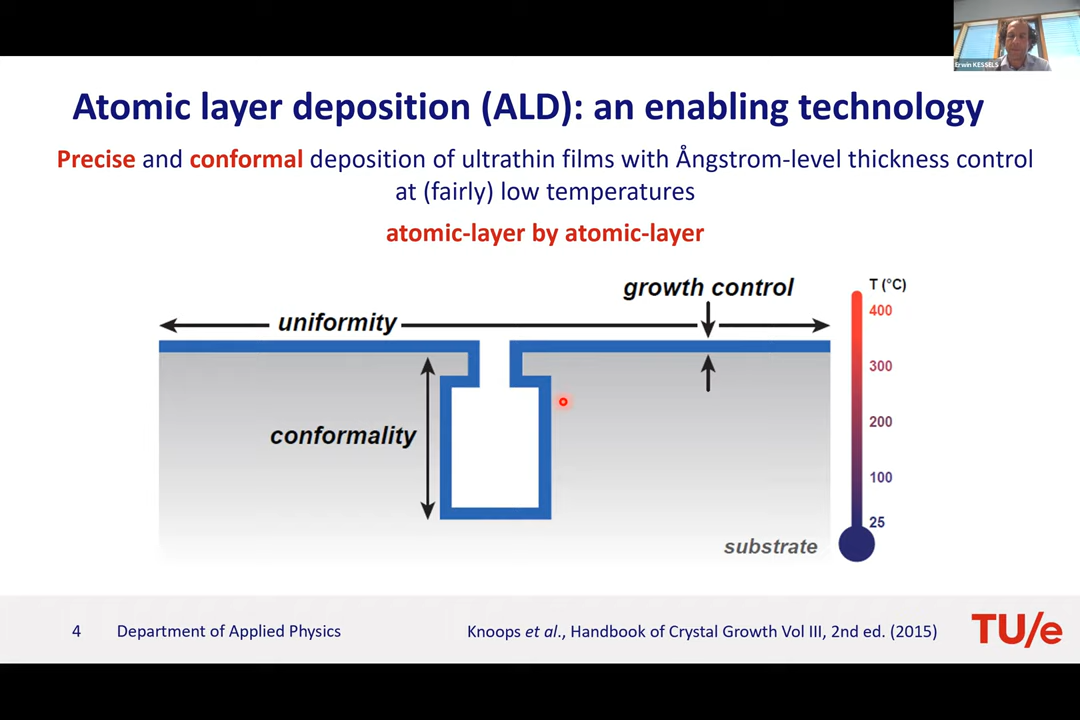 Erwin KESSELS
Atomic layer deposition (ALD): an enabling technology
Precise and conformal deposition of ultrathin films with Ångstrom-level thickness control
at (fairly) low temperatures
atomic-layer by atomic-layer
growth control
T (°C)
400
uniformity
300
200
conformality
100
25
substrate
4
Department of Applied Physics
Knoops et al., Handbook of Crystal Growth Vol III, 2nd ed. (2015)
TU/e